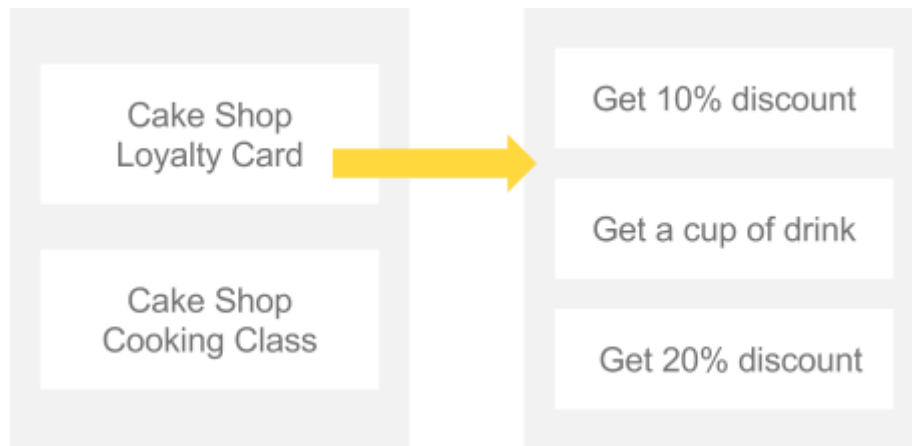 Cake Shop
Loyalty Card
Cake Shop
Cooking Class
Get 10% discount
Get a cup of drink
Get 20% discount